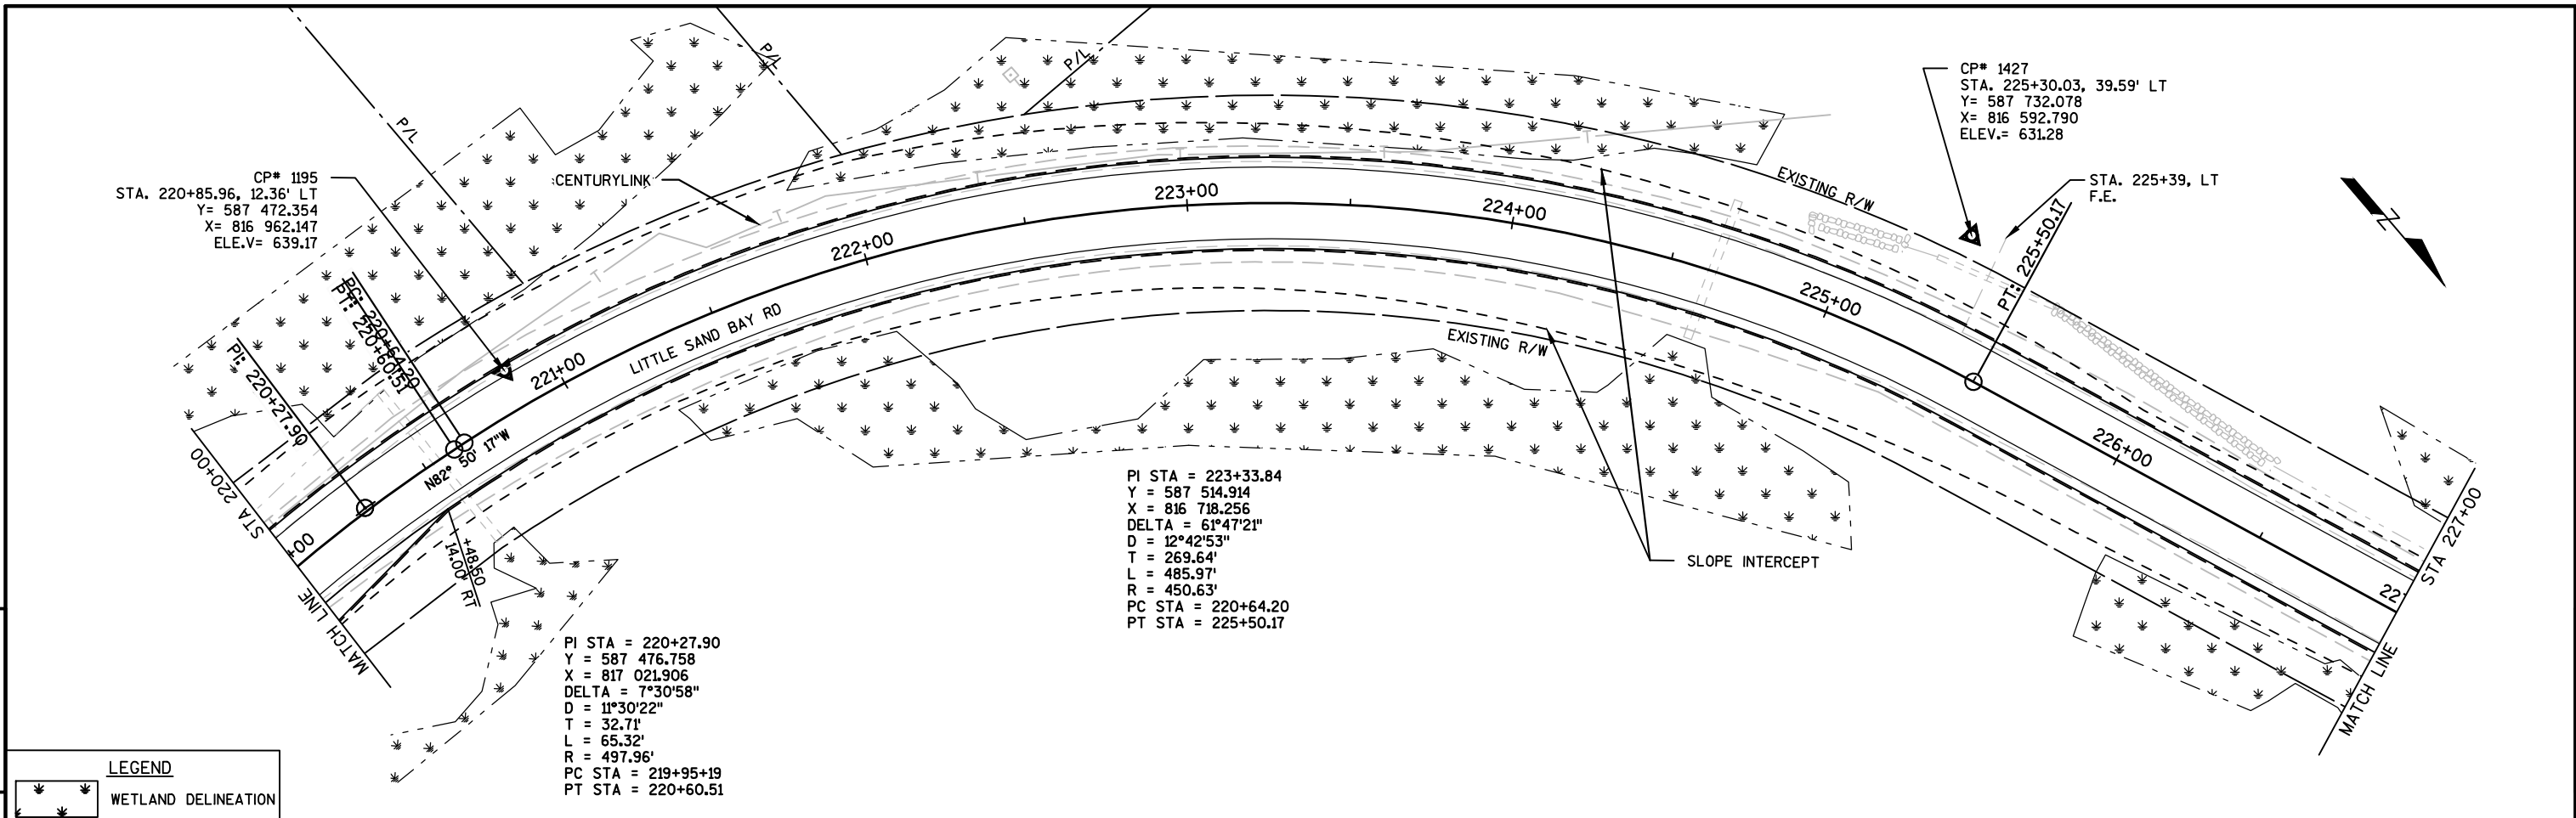 P/L
P/L
P/L
CP# 1195
STA. 220+85.96, 12.36' LT
Y= 587 472.354
X= 816 962.147
ELE.V= 639.17
CENTURYLINK
CP# 1427
STA. 225+30.03, 39.59' LT
Y= 587 732.078
X= 816 592.790
ELEV.= 631.28
STA. 225+39, LT
F.E.
EXISTING R/W
N
PT: 225+50.17
PC: 220+64.20
PT: 220+60.51
PI: 220+27.90
STA 220+00
+00
MATCH LINE
N82° 50' 17"W
+48.50
14.00' RT
221+00
LITTLE SAND BAY RD
222+00
223+00
224+00
225+00
226+00
22
EXISTING R/W
SLOPE INTERCEPT
STA 227+00
MATCH LINE
PI STA = 223+33.84
Y = 587 514.914
X = 816 718.256
DELTA = 61°47'21"
D = 12°42'53"
T = 269.64'
L = 485.97'
R = 450.63'
PC STA = 220+64.20
PT STA = 225+50.17
PI STA = 220+27.90
Y = 587 476.758
X = 817 021.906
DELTA = 7°30'58"
D = 11°30'22"
T = 32.71'
L = 65.32'
R = 497.96'
PC STA = 219+95+19
PT STA = 220+60.51
LEGEND
WETLAND DELINEATION